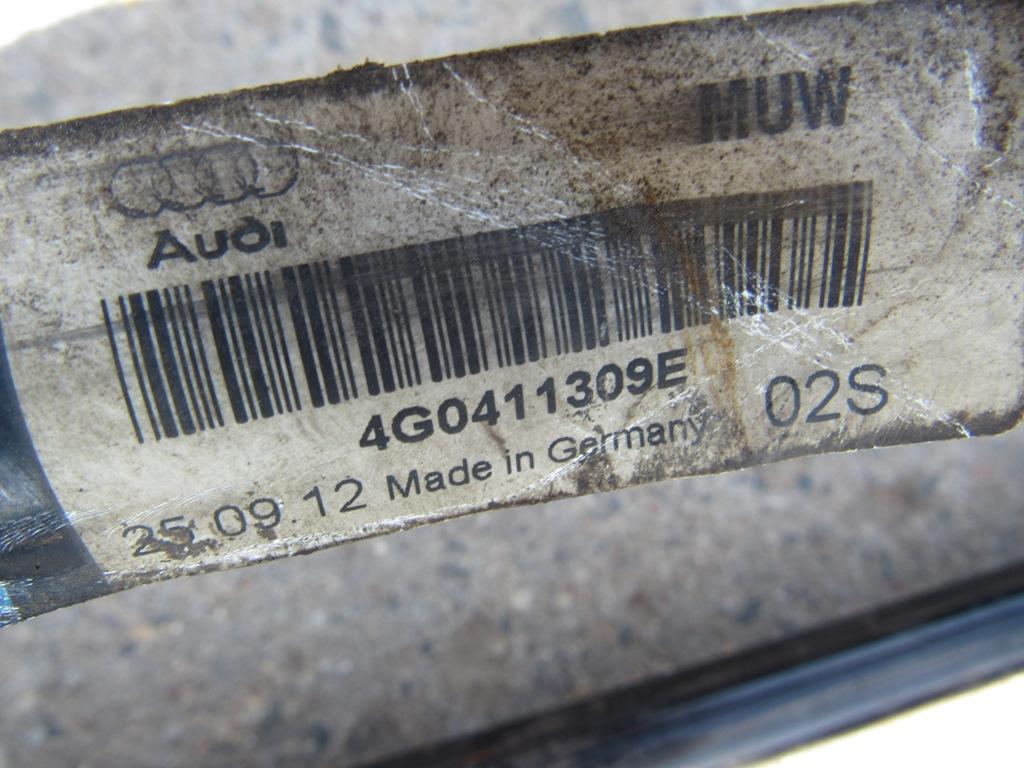 MUW
Audi
4G0411309E
25.09.12 Made in Germany 02S